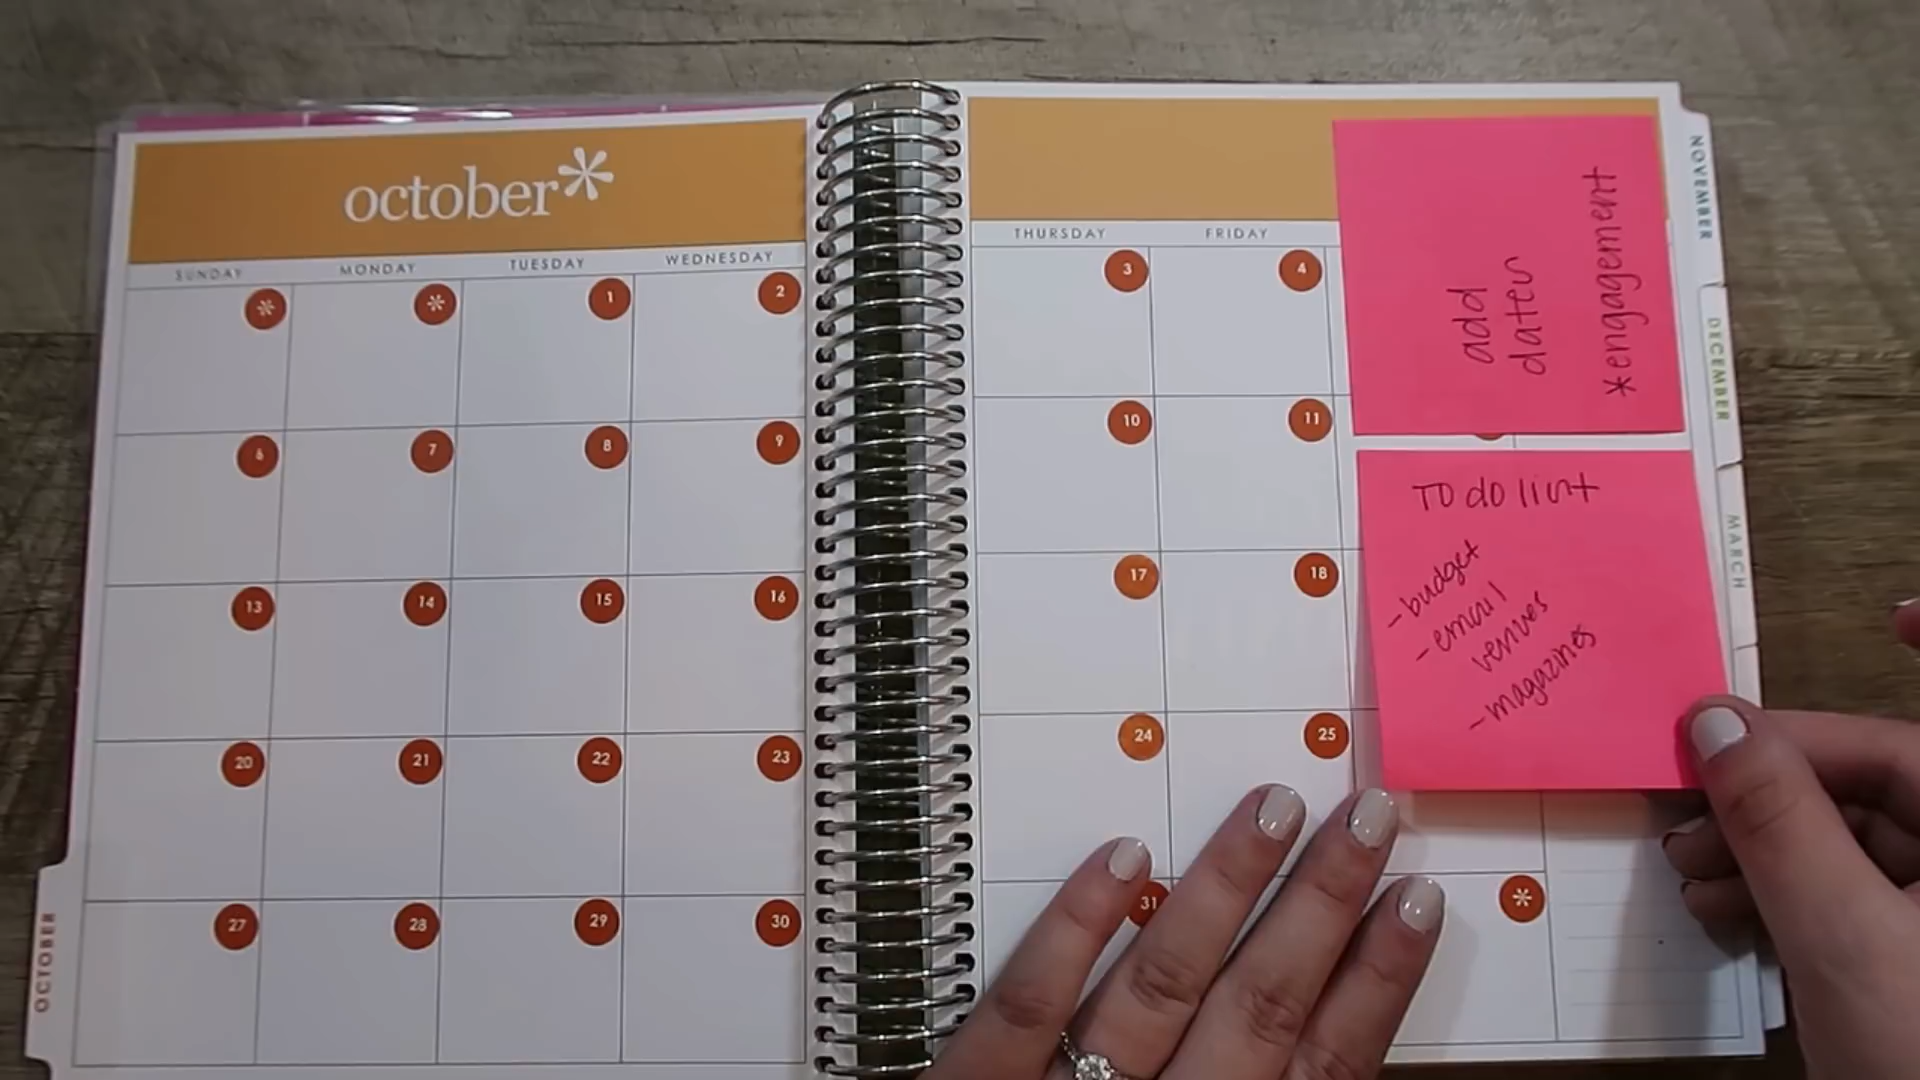 october*
SUNDAY MONDAY TUESDAY WEDNESDAY
* * 1 2
6 7 8 9
13 14 15 16
20 21 22 23
27 28 29 30
OCTOBER
THURSDAY FRIDAY
3 4
10 11
17 18
24 25
31 *
add
dates
*engagement
TO do list
- budget
- email
venues
- magazines
NOVEMBER
DECEMBER
MARCH